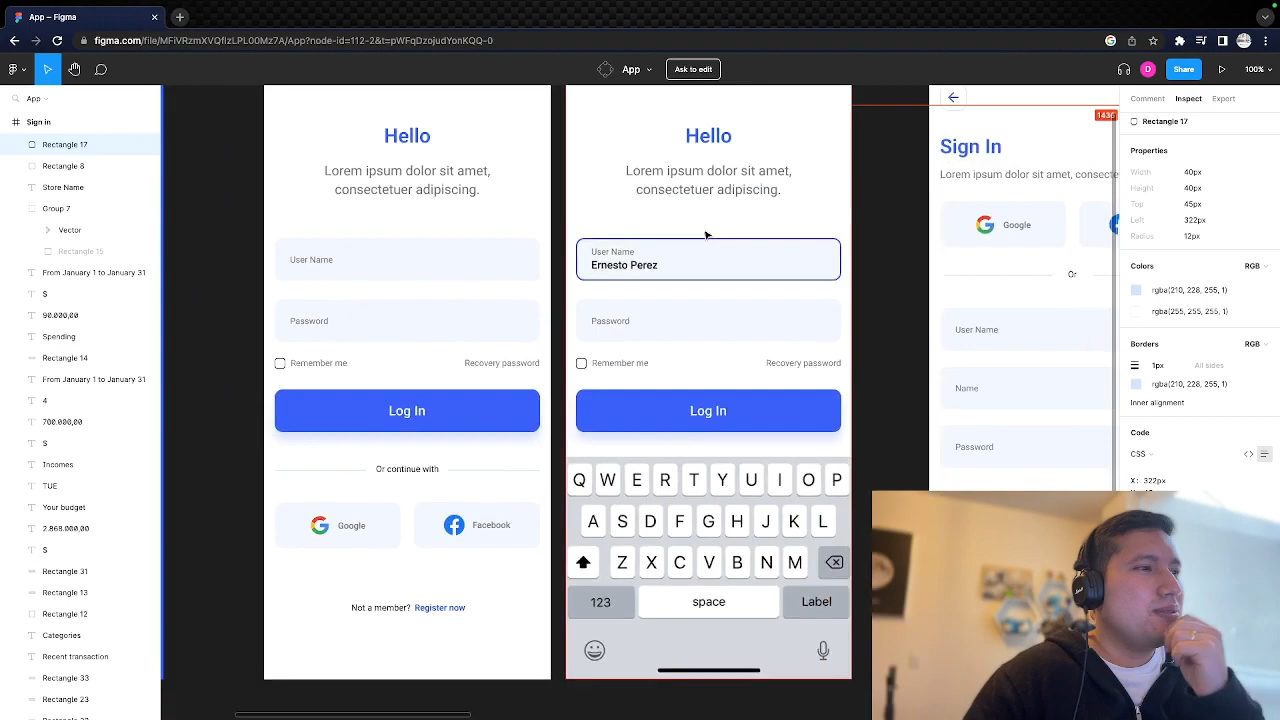 App – Figma
figma.com/file/MFiVRzmXVQfizLPL00Mz7A/App?node-id=112-2&t=pWFqDzojudYonKQQ-0
App
Ask to edit
D
Share
100%
App
Sign in
Rectangle 17
Rectangle 8
Store Name
Group 7
Vector
Rectangle 15
From January 1 to January 31
$
90.000,00
Spending
Rectangle 14
From January 1 to January 31
4
700.000,00
$
Incomes
TUE
Your budget
2.868.000,00
$
Rectangle 31
Rectangle 13
Rectangle 12
Categories
Recent transaction
Rectangle 33
Rectangle 23
Hello
Lorem ipsum dolor sit amet,
consectetuer adipiscing.
User Name
Password
Remember me
Recovery password
Log In
Or continue with
Google
Facebook
Not a member? Register now
Hello
Lorem ipsum dolor sit amet,
consectetuer adipiscing.
User Name
Ernesto Perez
Password
Remember me
Recovery password
Log In
Q W E R T Y U I O P
A S D F G H J K L
Z X C V B N M
123
space
Label
1436
Sign In
Lorem ipsum dolor sit amet, consecte
Google
Or
User Name
Name
Password
Comment
Inspect
Export
Rectangle 17
Properties
Width 40px
Height 40px
Top 45px
Left 322px
Radius 12px
Colors
RGB
rgba(210, 228, 255, 1)
rgba(255, 255, 255, 1)
Borders
RGB
1px
All sides
rgba(210, 228, 255, 1)
Inner alignment
Code
CSS
X: 322px